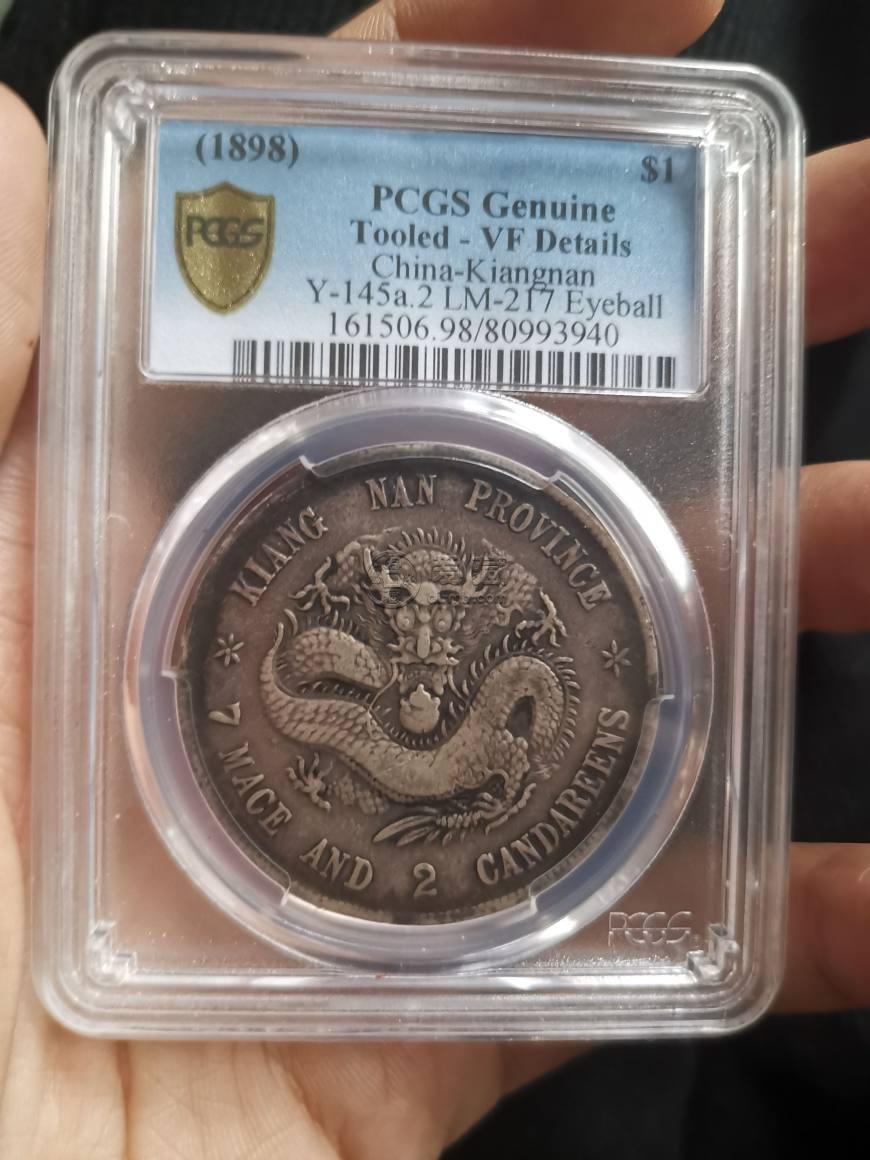 (1898)
$1
PCGS
PCGS Genuine
Tooled - VF Details
China-Kiangnan
Y-145a.2 LM-217 Eyeball
161506.98/80993940
KIANG NAN PROVINCE
7 MACE AND 2 CANDAREENS
PCGS